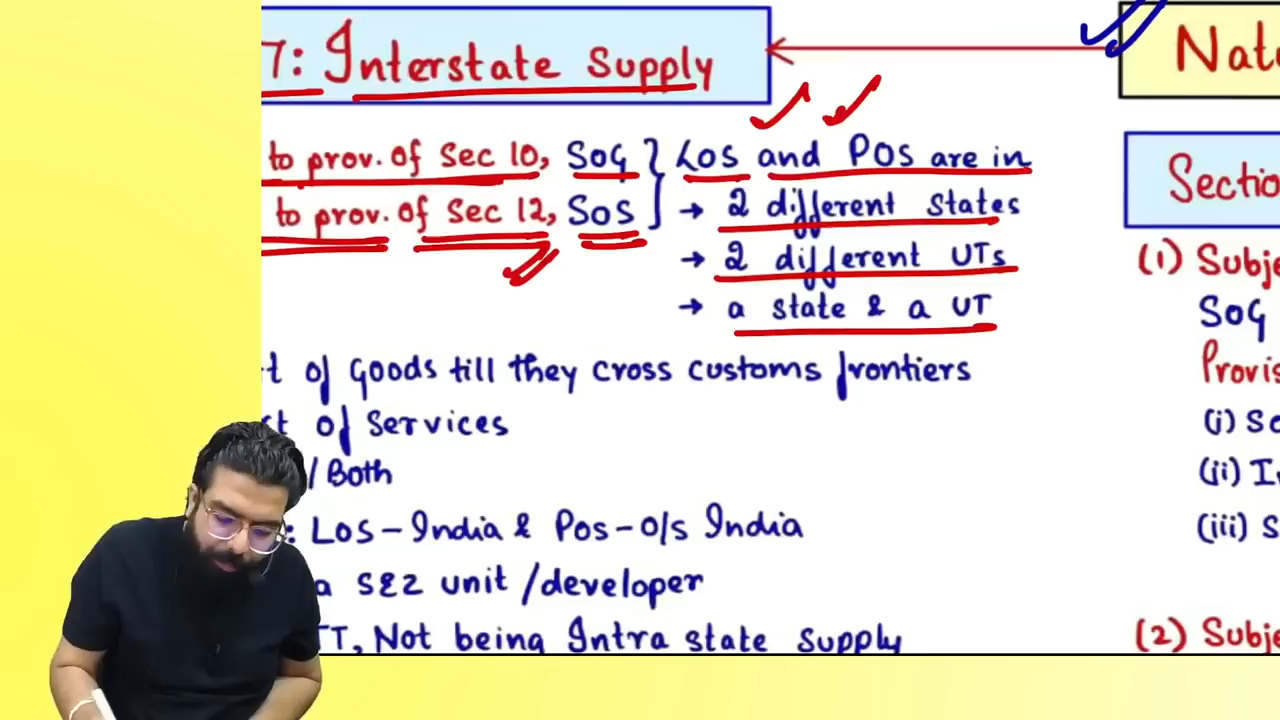 7: Interstate Supply
to prov. of Sec 10, SoG } LOS and POS are in
to prov. of Sec 12, SoS → 2 different states
→ 2 different UTs
→ a state & a UT
of Goods till they cross customs frontiers
of Services
/Both
: LOS-India & Pos-O/s India
a SEZ unit/developer
TT, Not being Intra state supply
Nat
Sectio
(1) Subje
SoG
Provis
(i) So
(ii) I
(iii) S
(2) Subje